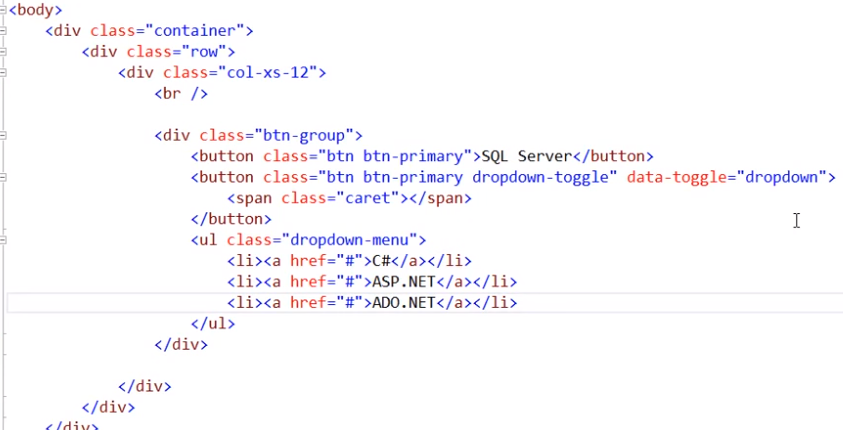 <body>
<div class="container">
<div class="row">
<div class="col-xs-12">
<br />
<div class="btn-group">
<button class="btn btn-primary">SQL Server</button>
<button class="btn btn-primary dropdown-toggle" data-toggle="dropdown">
<span class="caret"></span>
</button>
<ul class="dropdown-menu">
<li><a href="#">C#</a></li>
<li><a href="#">ASP.NET</a></li>
<li><a href="#">ADO.NET</a></li>
</ul>
</div>
</div>
</div>
</div>